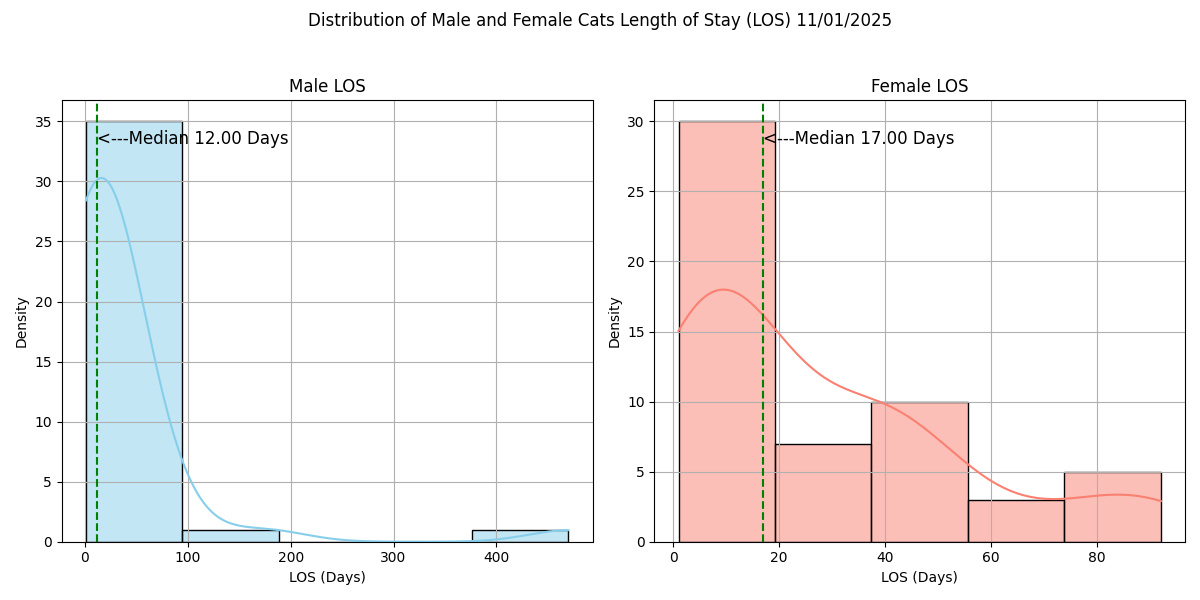 Distribution of Male and Female Cats Length of Stay (LOS) 11/01/2025
Male LOS
35
30
25
20
15
10
5
0
Density
<---Median 12.00 Days
0 100 200 300 400
LOS (Days)
Female LOS
30
25
20
15
10
5
0
Density
<---Median 17.00 Days
0 20 40 60 80
LOS (Days)